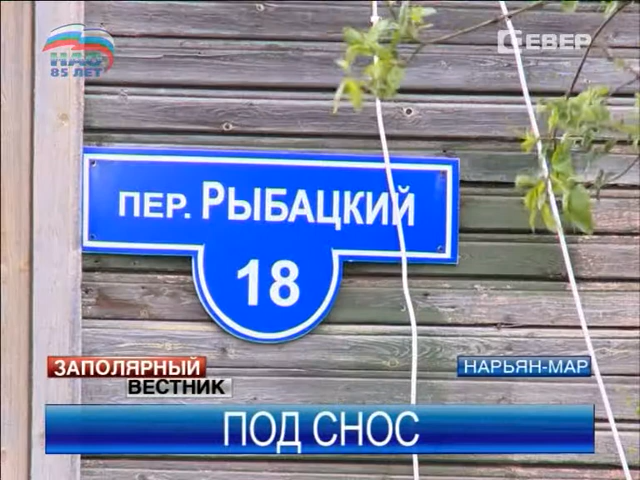 НАО
85 ЛЕТ
СЕВЕР
ПЕР. РЫБАЦКИЙ
18
ЗАПОЛЯРНЫЙ
ВЕСТНИК
НАРЬЯН-МАР
ПОД СНОС